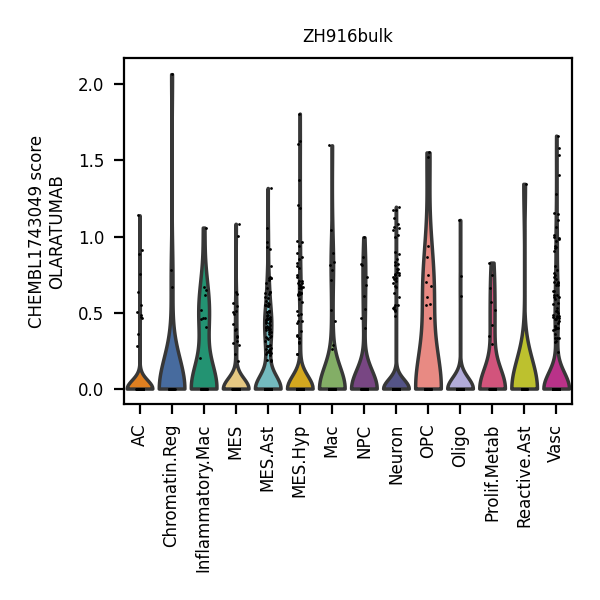 ZH916bulk
CHEMBL1743049 score
OLARATUMAB
2.0
1.5
1.0
0.5
0.0
AC
Chromatin.Reg
Inflammatory.Mac
MES
MES.Ast
MES.Hyp
Mac
NPC
Neuron
OPC
Oligo
Prolif.Metab
Reactive.Ast
Vasc